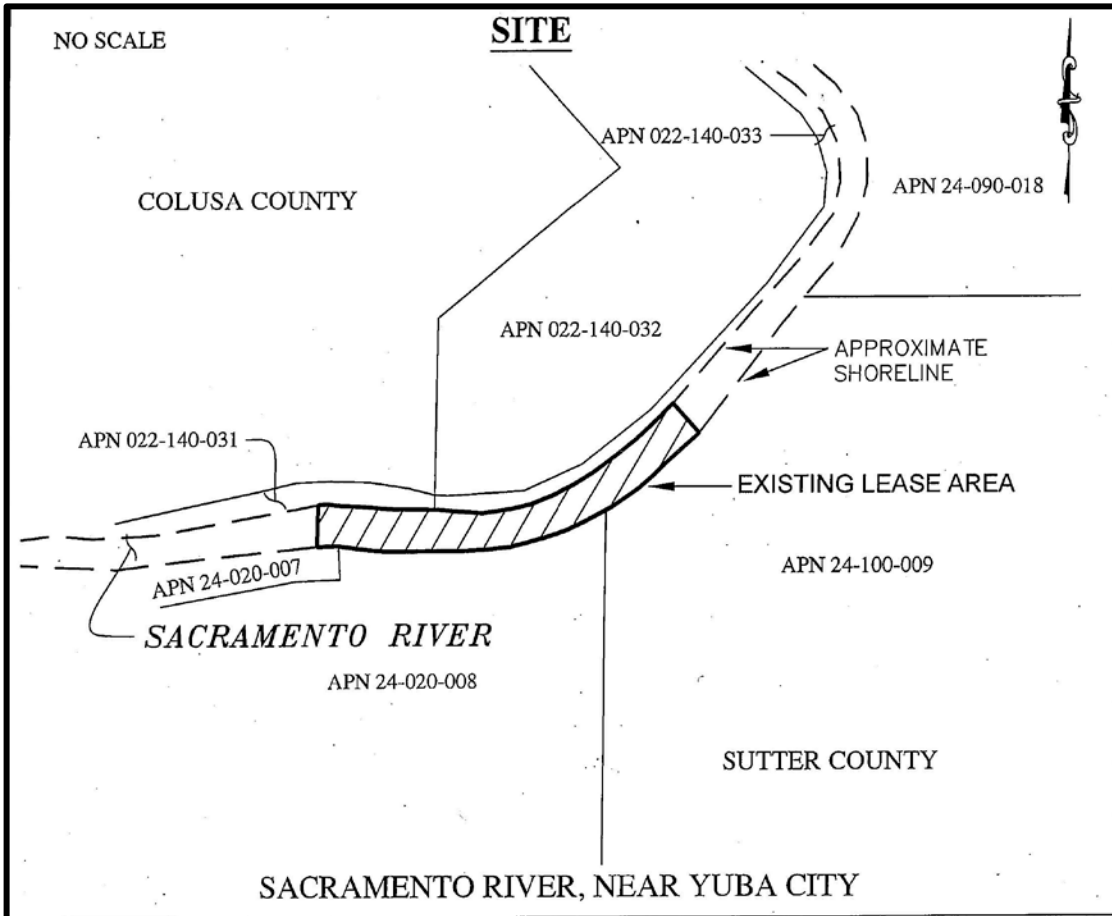 NO SCALE
SITE
APN 022-140-033
APN 24-090-018
COLUSA COUNTY
APN 022-140-032
APPROXIMATE
SHORELINE
APN 022-140-031
EXISTING LEASE AREA
APN 24-100-009
APN 24-020-007
SACRAMENTO RIVER
APN 24-020-008
SUTTER COUNTY
SACRAMENTO RIVER, NEAR YUBA CITY